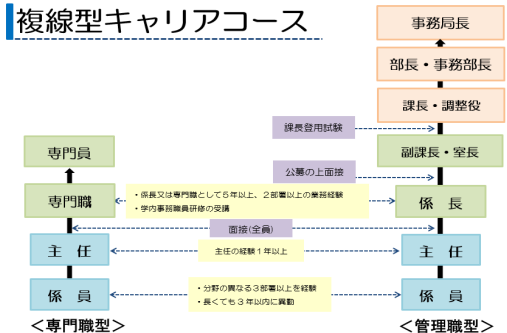 複線型キャリアコース
事務局長
部長・事務部長
課長・調整役
課長登用試験
副課長・室長
専門員
公募の上面接
専門職
・係長又は専門職として5年以上、2部署以上の業務経験
・学内事務職員研修の受講
係 長
面接(全員)
主 任
主任の経験1年以上
主 任
係 員
・分野の異なる3部署以上を経験
・長くても3年以内に異動
係 員
＜専門職型＞
＜管理職型＞